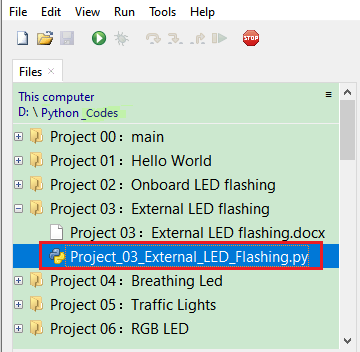 File Edit View Run Tools Help
STOP
Files ×
This computer
D: \ Python _Codes
Project 00：main
Project 01：Hello World
Project 02：Onboard LED flashing
Project 03：External LED flashing
Project 03：External LED flashing.docx
Project_03_External_LED_Flashing.py
Project 04：Breathing Led
Project 05：Traffic Lights
Project 06：RGB LED